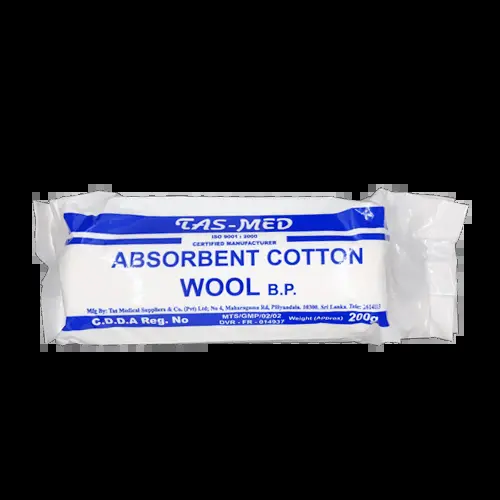 TAS-MED
ISO 9001 : 2000
CERTIFIED MANUFACTURER
ABSORBENT COTTON
WOOL B.P.
Mfg By: Tas Medical Suppliers & Co. (Pvt) Ltd, No 4, Maharagama Rd, Piliyandala, 10300. Sri Lanka. Tele:
C.D.D.A Reg. No
MTS/GMP/02/02
DVR - FR - 014937
Weight (Approx) 200g